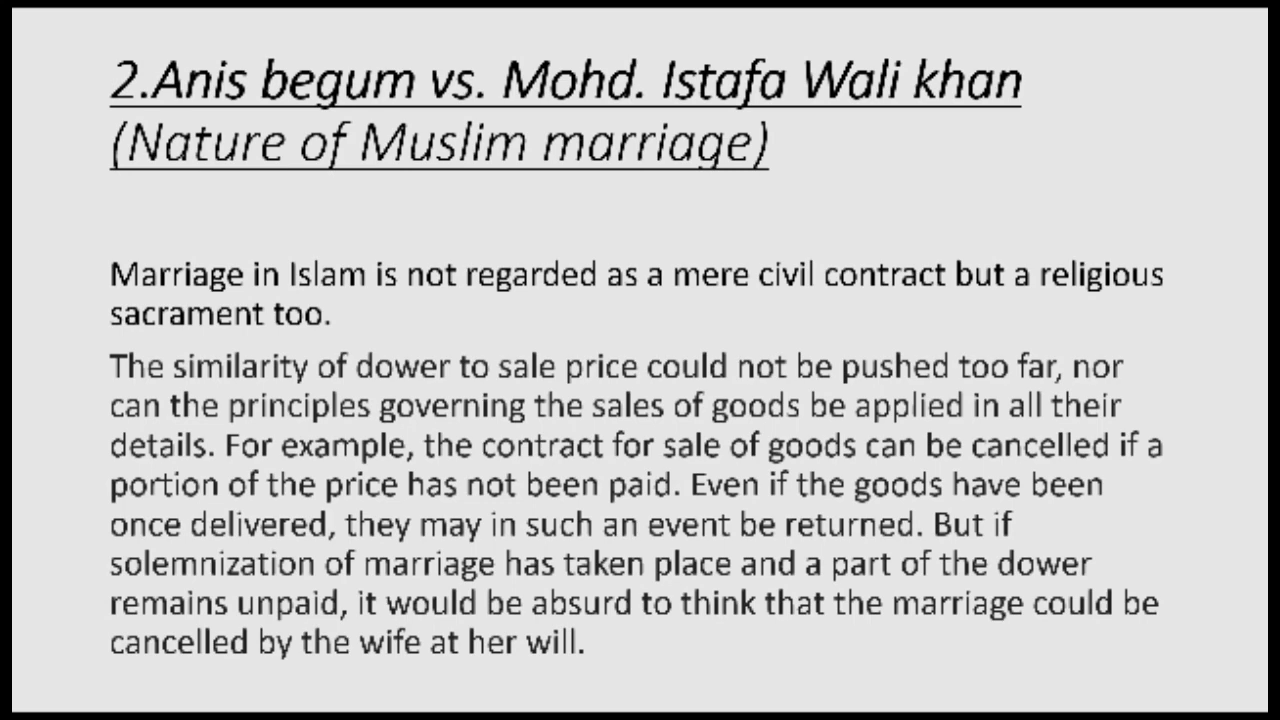 2.Anis begum vs. Mohd. Istafa Wali khan
(Nature of Muslim marriage)
Marriage in Islam is not regarded as a mere civil contract but a religious
sacrament too.
The similarity of dower to sale price could not be pushed too far, nor
can the principles governing the sales of goods be applied in all their
details. For example, the contract for sale of goods can be cancelled if a
portion of the price has not been paid. Even if the goods have been
once delivered, they may in such an event be returned. But if
solemnization of marriage has taken place and a part of the dower
remains unpaid, it would be absurd to think that the marriage could be
cancelled by the wife at her will.